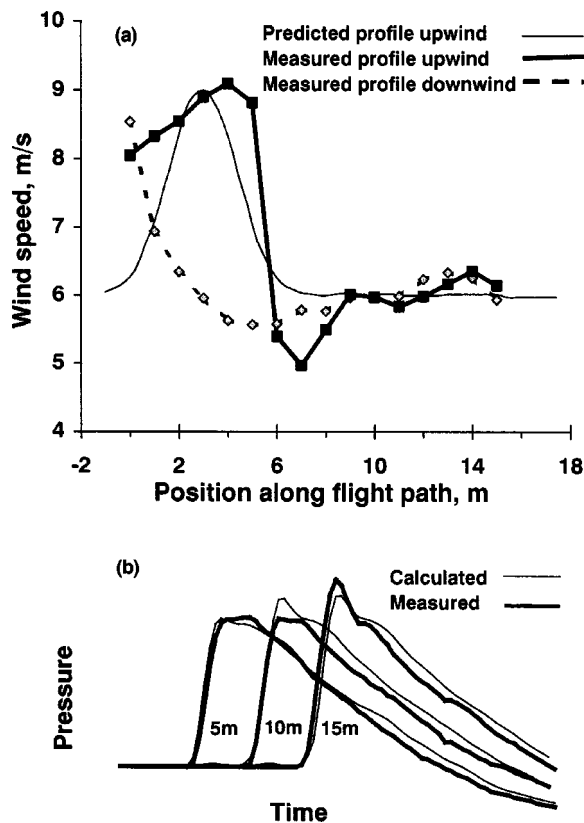 (a)
Predicted profile upwind
Measured profile upwind
Measured profile downwind
Wind speed, m/s
10
9
8
7
6
5
4
-2 2 6 10 14 18
Position along flight path, m
(b)
Calculated
Measured
Pressure
5m 10m 15m
Time